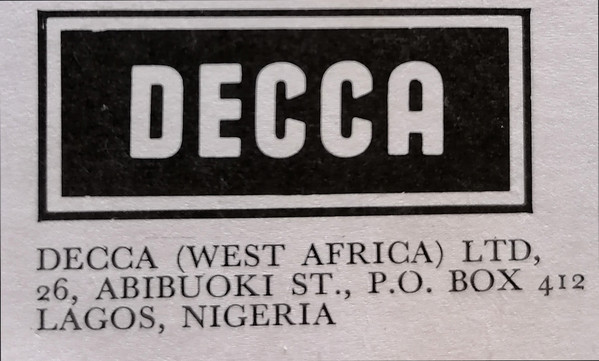 DECCA
DECCA (WEST AFRICA) LTD,
26, ABIBUOKI ST., P.O. BOX 412
LAGOS, NIGERIA